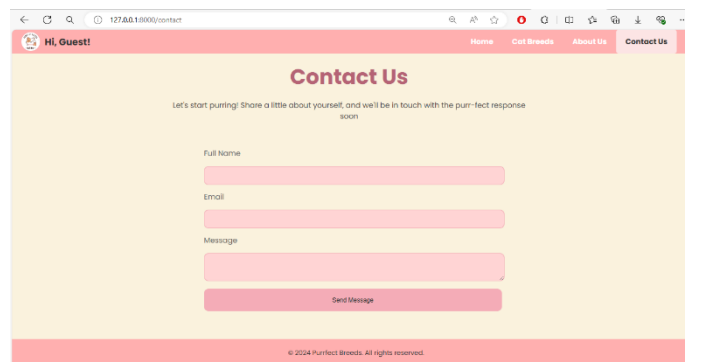 127.0.0.1:8000/contact
Hi, Guest!
Home Cat Breeds About Us Contact Us
Contact Us
Let's start purring! Share a little about yourself, and we'll be in touch with the purr-fect response
soon
Full Name
Email
Message
Send Message
© 2024 Purrfect Breeds. All rights reserved.